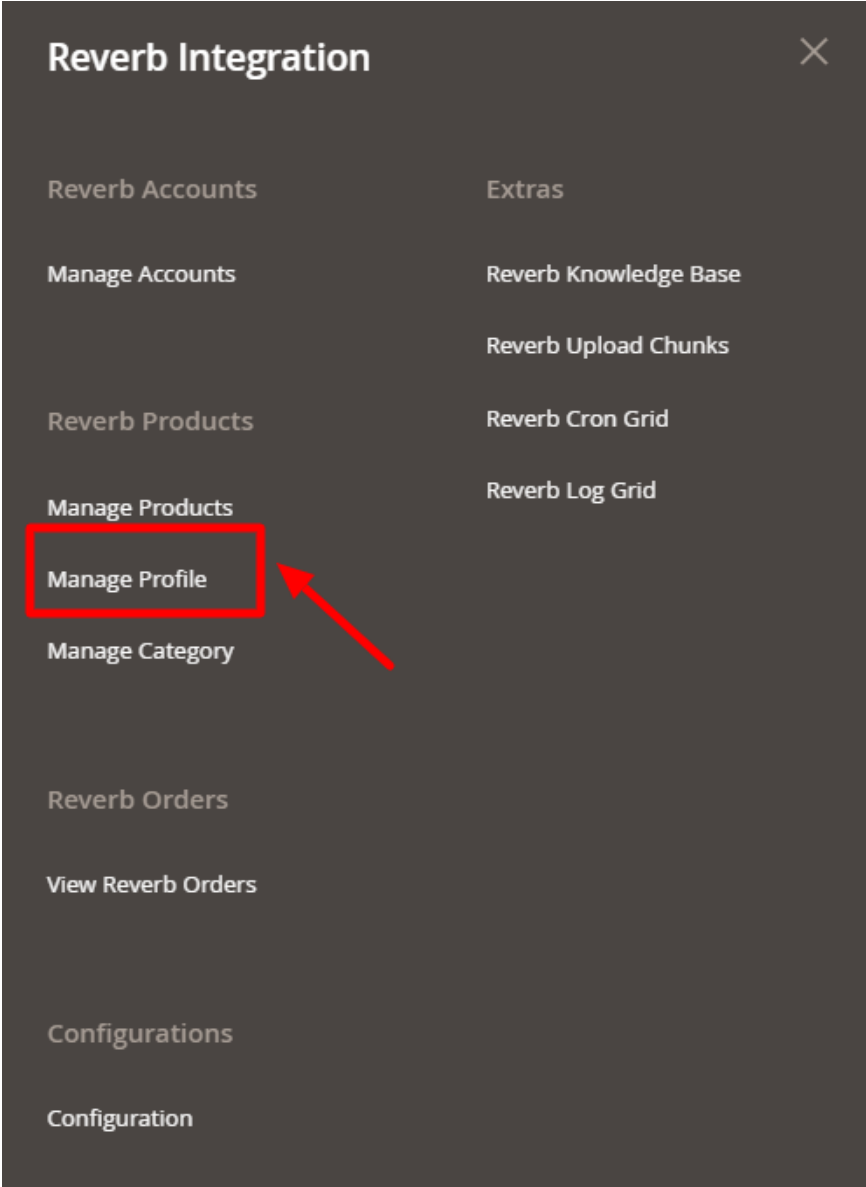 Reverb Integration
Reverb Accounts
Manage Accounts
Reverb Products
Manage Products
Manage Profile
Manage Category
Reverb Orders
View Reverb Orders
Configurations
Configuration
Extras
Reverb Knowledge Base
Reverb Upload Chunks
Reverb Cron Grid
Reverb Log Grid